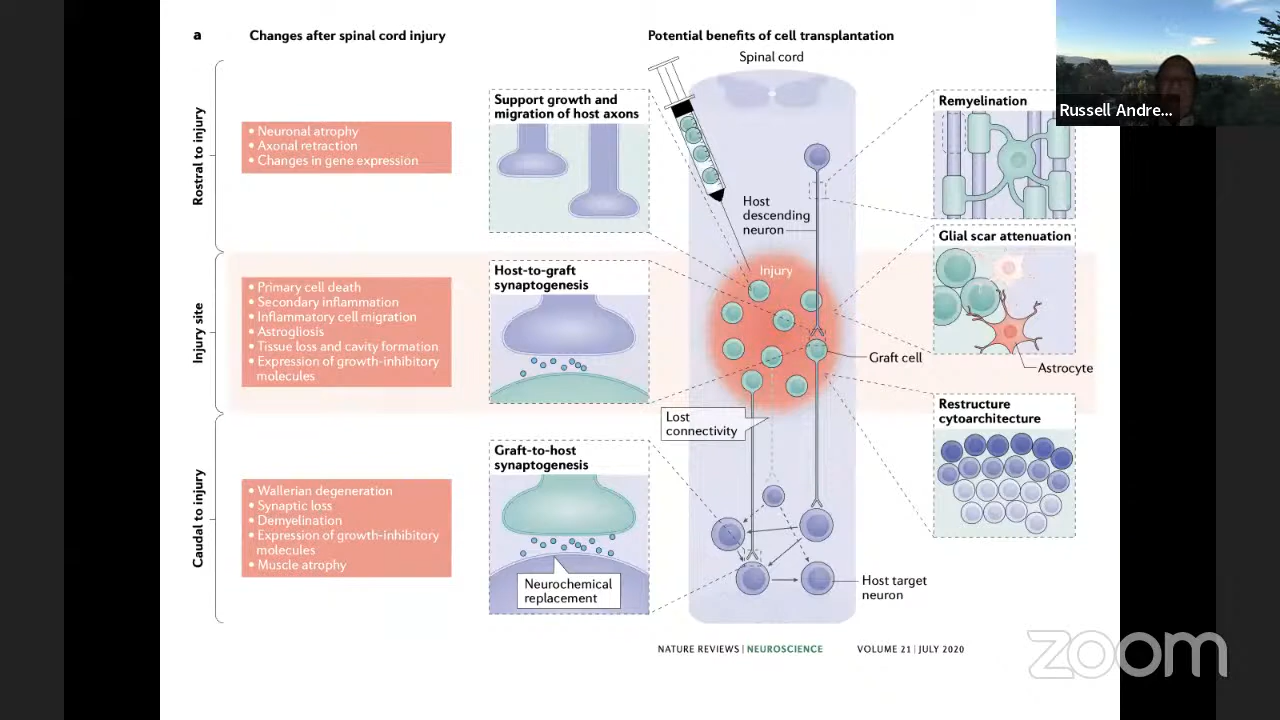 a
Changes after spinal cord injury
Potential benefits of cell transplantation
Russell Andre...
Rostral to injury
• Neuronal atrophy
• Axonal retraction
• Changes in gene expression
Injury site
• Primary cell death
• Secondary inflammation
• Inflammatory cell migration
• Astrogliosis
• Tissue loss and cavity formation
• Expression of growth-inhibitory
molecules
Caudal to injury
• Wallerian degeneration
• Synaptic loss
• Demyelination
• Expression of growth-inhibitory
molecules
• Muscle atrophy
Support growth and
migration of host axons
Host-to-graft
synaptogenesis
Graft-to-host
synaptogenesis
Neurochemical
replacement
Spinal cord
Host
descending
neuron
Injury
Graft cell
Lost
connectivity
Host target
neuron
Remyelination
Glial scar attenuation
Astrocyte
Restructure
cytoarchitecture
NATURE REVIEWS | NEUROSCIENCE
VOLUME 21 | JULY 2020
zoom